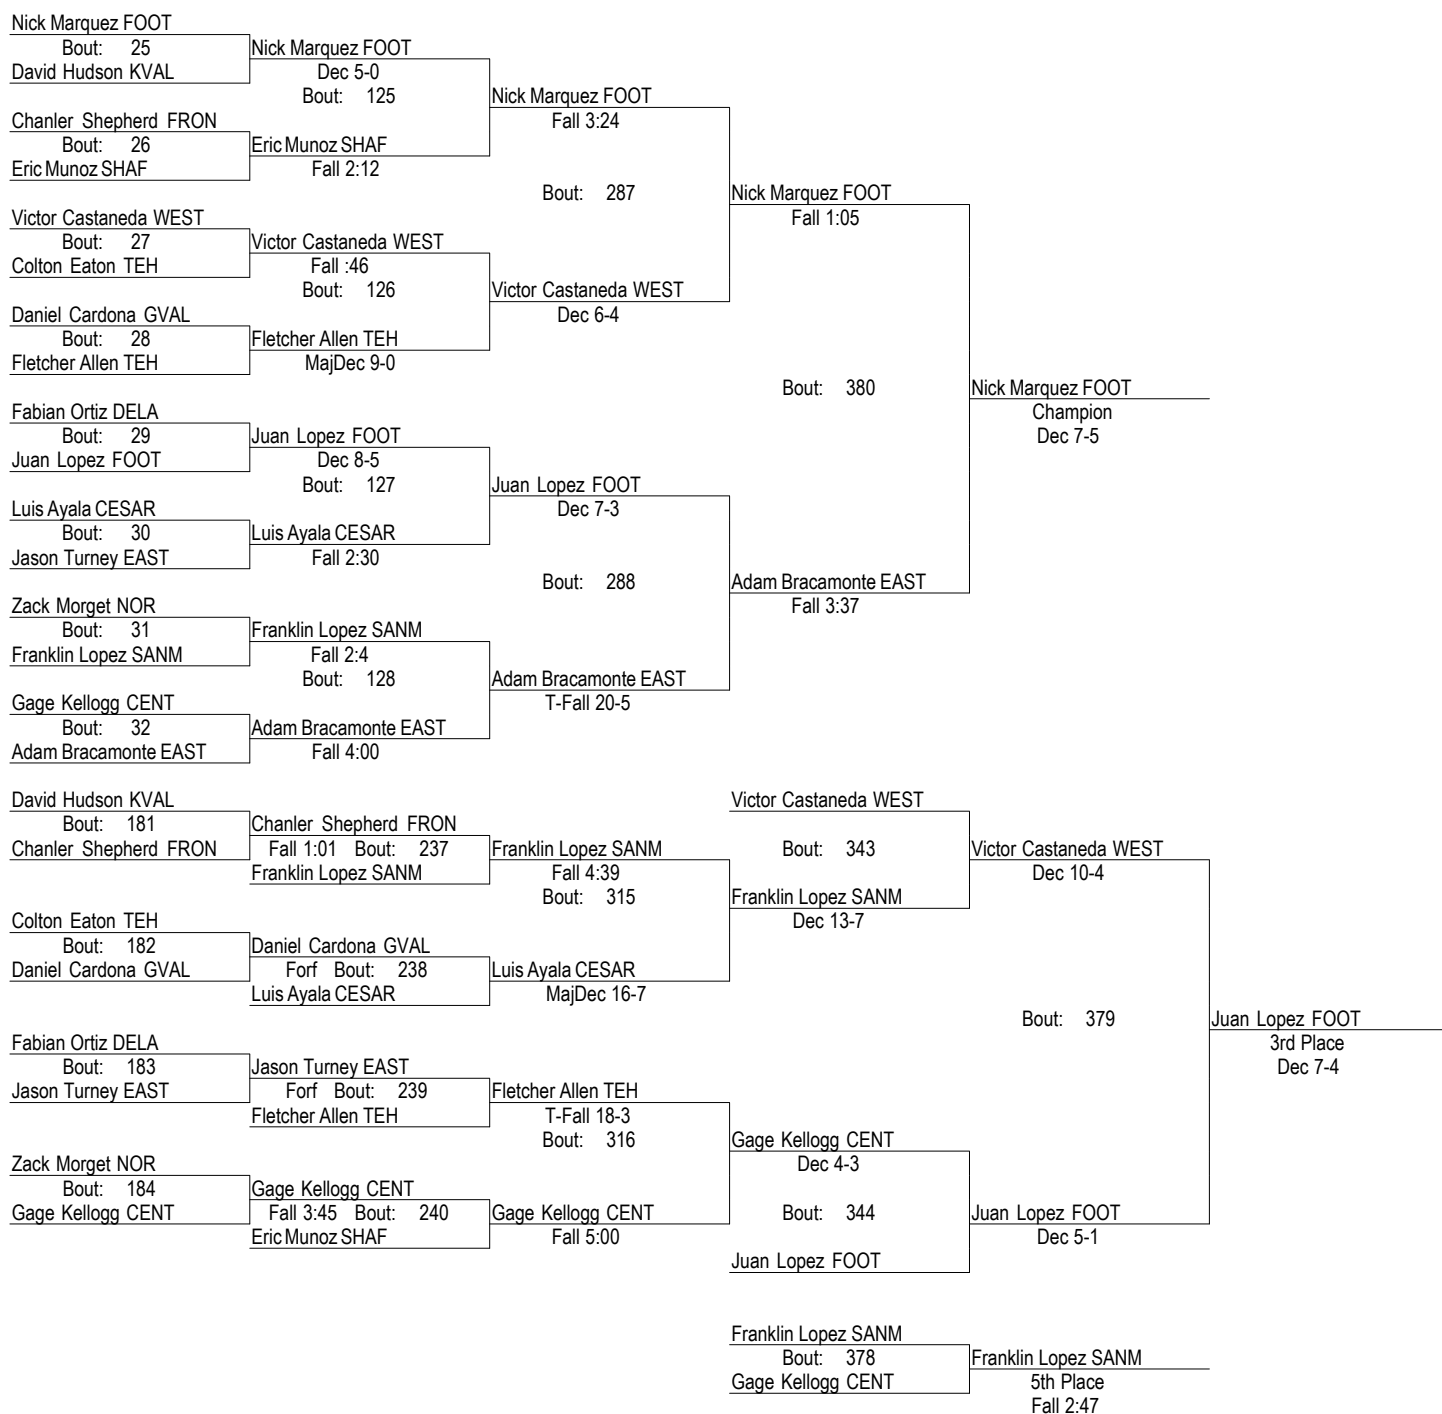 Nick Marquez FOOT
Bout: 25 Nick Marquez FOOT
David Hudson KVAL Dec 5-0
Bout: 125 Nick Marquez FOOT
Chanler Shepherd FRON Fall 3:24
Bout: 26 Eric Munoz SHAF
Eric Munoz SHAF Fall 2:12
Bout: 287 Nick Marquez FOOT
Victor Castaneda WEST Fall 1:05
Bout: 27 Victor Castaneda WEST
Colton Eaton TEH Fall :46
Bout: 126 Victor Castaneda WEST
Daniel Cardona GVAL Dec 6-4
Bout: 28 Fletcher Allen TEH
Fletcher Allen TEH MajDec 9-0
Bout: 380 Nick Marquez FOOT
Fabian Ortiz DELA Champion
Bout: 29 Juan Lopez FOOT Dec 7-5
Juan Lopez FOOT Dec 8-5
Bout: 127 Juan Lopez FOOT
Luis Ayala CESAR Dec 7-3
Bout: 30 Luis Ayala CESAR
Jason Turney EAST Fall 2:30
Bout: 288 Adam Bracamonte EAST
Zack Morget NOR Fall 3:37
Bout: 31 Franklin Lopez SANM
Franklin Lopez SANM Fall 2:4
Bout: 128 Adam Bracamonte EAST
Gage Kellogg CENT T-Fall 20-5
Bout: 32 Adam Bracamonte EAST
Adam Bracamonte EAST Fall 4:00
David Hudson KVAL Victor Castaneda WEST
Bout: 181 Chanler Shepherd FRON
Chanler Shepherd FRON Fall 1:01 Bout: 237 Franklin Lopez SANM Bout: 343 Victor Castaneda WEST
Franklin Lopez SANM Fall 4:39 Dec 10-4
Bout: 315 Franklin Lopez SANM
Colton Eaton TEH Dec 13-7
Bout: 182 Daniel Cardona GVAL
Daniel Cardona GVAL Forf Bout: 238 Luis Ayala CESAR
Luis Ayala CESAR MajDec 16-7
Bout: 379 Juan Lopez FOOT
Fabian Ortiz DELA 3rd Place
Bout: 183 Jason Turney EAST Dec 7-4
Jason Turney EAST Forf Bout: 239 Fletcher Allen TEH
Fletcher Allen TEH T-Fall 18-3
Bout: 316 Gage Kellogg CENT
Zack Morget NOR Dec 4-3
Bout: 184 Gage Kellogg CENT
Gage Kellogg CENT Fall 3:45 Bout: 240 Gage Kellogg CENT Bout: 344 Juan Lopez FOOT
Eric Munoz SHAF Fall 5:00 Dec 5-1
Juan Lopez FOOT
Franklin Lopez SANM
Bout: 378 Franklin Lopez SANM
Gage Kellogg CENT 5th Place
Fall 2:47